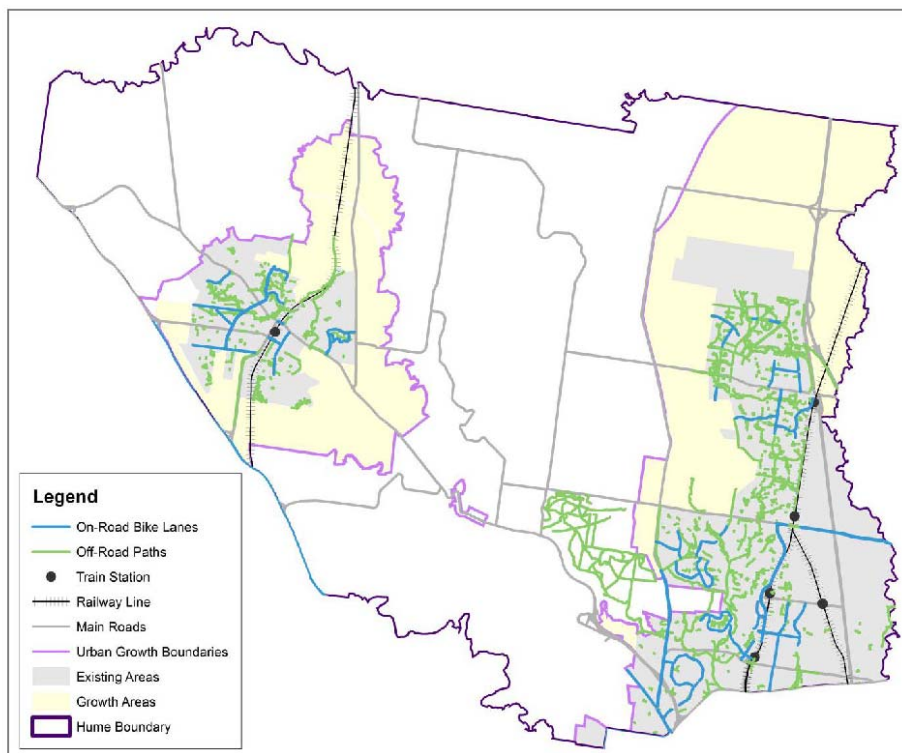 Legend
On-Road Bike Lanes
Off-Road Paths
Train Station
Railway Line
Main Roads
Urban Growth Boundaries
Existing Areas
Growth Areas
Hume Boundary